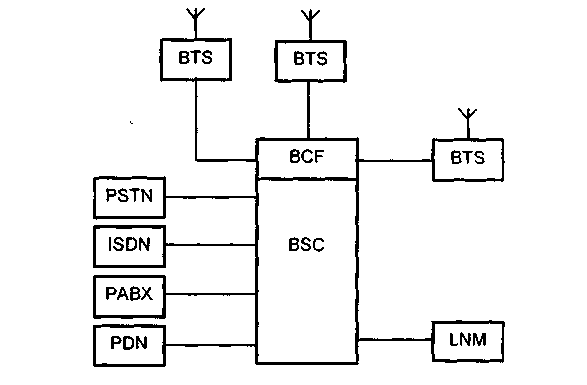 BTS
BTS
BCF
BTS
PSTN
ISDN
BSC
PABX
PDN
LNM